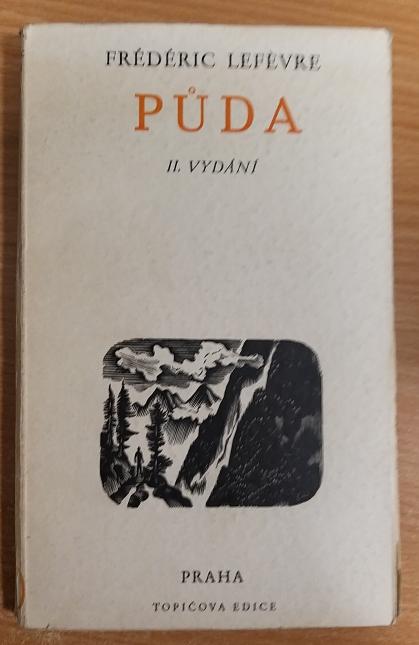 FRÉDÉRIC LEFÈVRE
PŮDA
II. VYDÁNÍ
PRAHA
TOPIČOVA EDICE